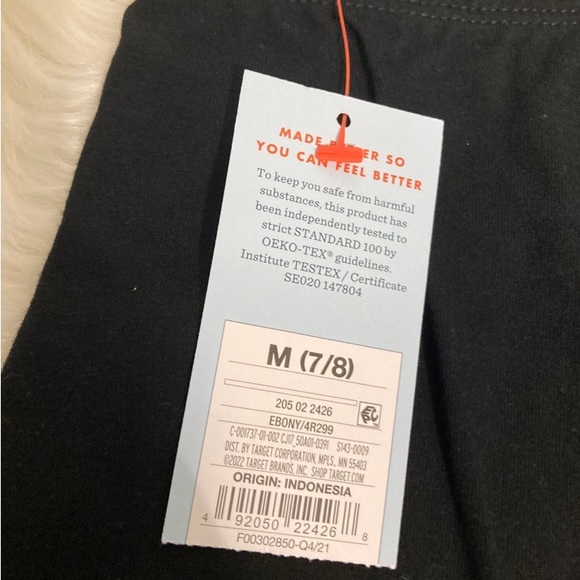 MADE BETTER SO
YOU CAN FEEL BETTER
To keep you safe from harmful
substances, this product has
been independently tested to
strict STANDARD 100 by
OEKO-TEX® guidelines.
Institute TESTEX / Certificate
SE020 147804
M (7/8)
205 02 2426
EBONY/4R299
C-001737-01-002 CJ17_50A01-0391 S143-0009
DIST. BY TARGET CORPORATION, MPLS, MN 55403
©2022 TARGET BRANDS, INC. SHOP TARGET.COM
ORIGIN: INDONESIA
4 92050 22426 8
F00302850-Q4/21